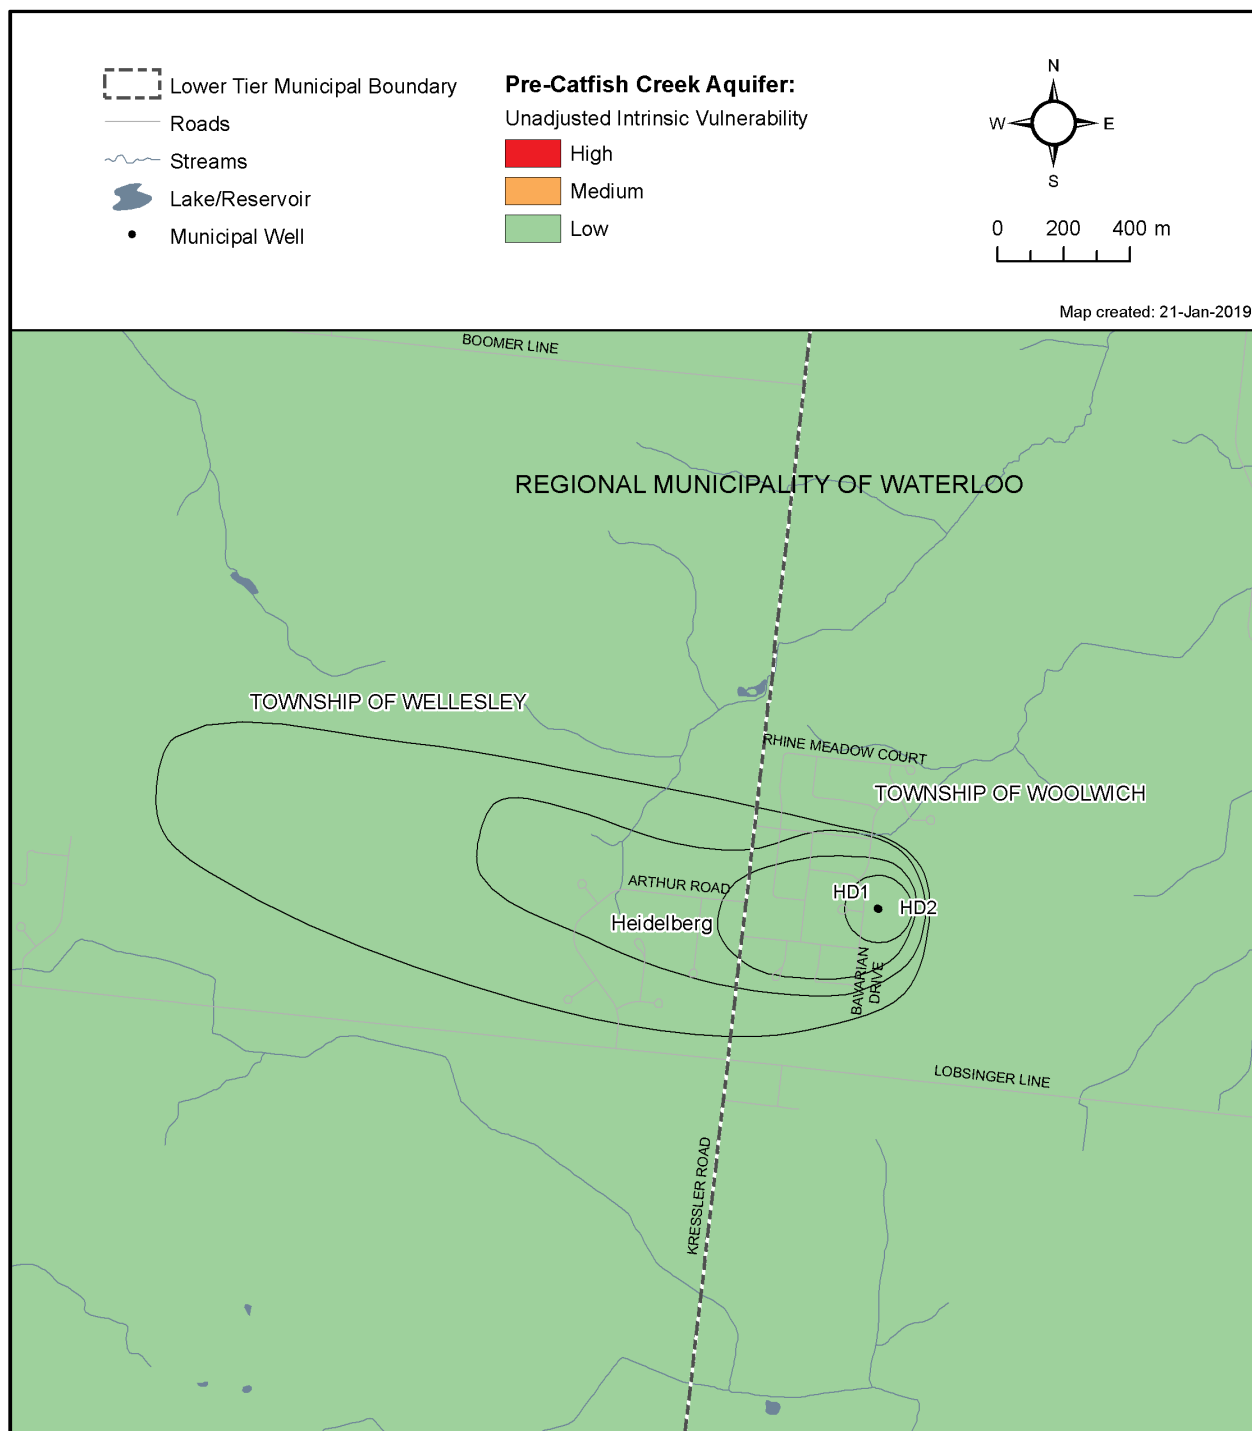 Lower Tier Municipal Boundary
Roads
Streams
Lake/Reservoir
Municipal Well
Pre-Catfish Creek Aquifer:
Unadjusted Intrinsic Vulnerability
High
Medium
Low
N
W
E
S
0 200 400 m
Map created: 21-Jan-2019
BOOMER LINE
REGIONAL MUNICIPALITY OF WATERLOO
TOWNSHIP OF WELLESLEY
RHINE MEADOW COURT
TOWNSHIP OF WOOLWICH
ARTHUR ROAD
HD1
HD2
Heidelberg
BAVARIAN
DRIVE
LOBSINGER LINE
KRESSLER ROAD